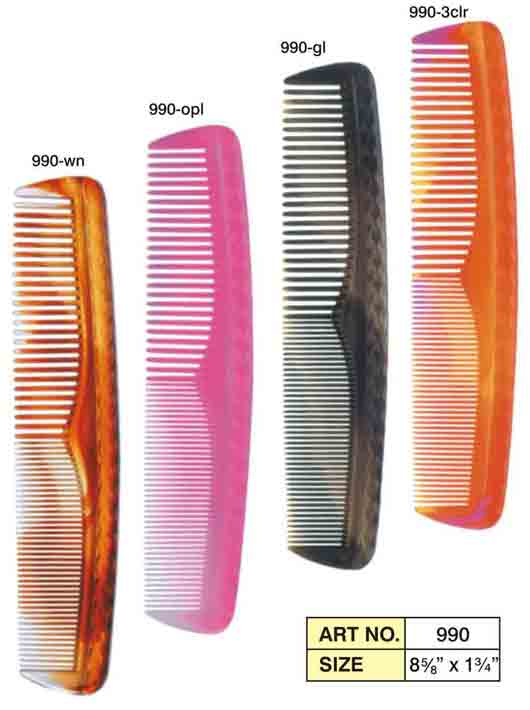 990-3clr
990-gl
990-opl
990-wn
ART NO. 990
SIZE 8⅝” x 1¾”